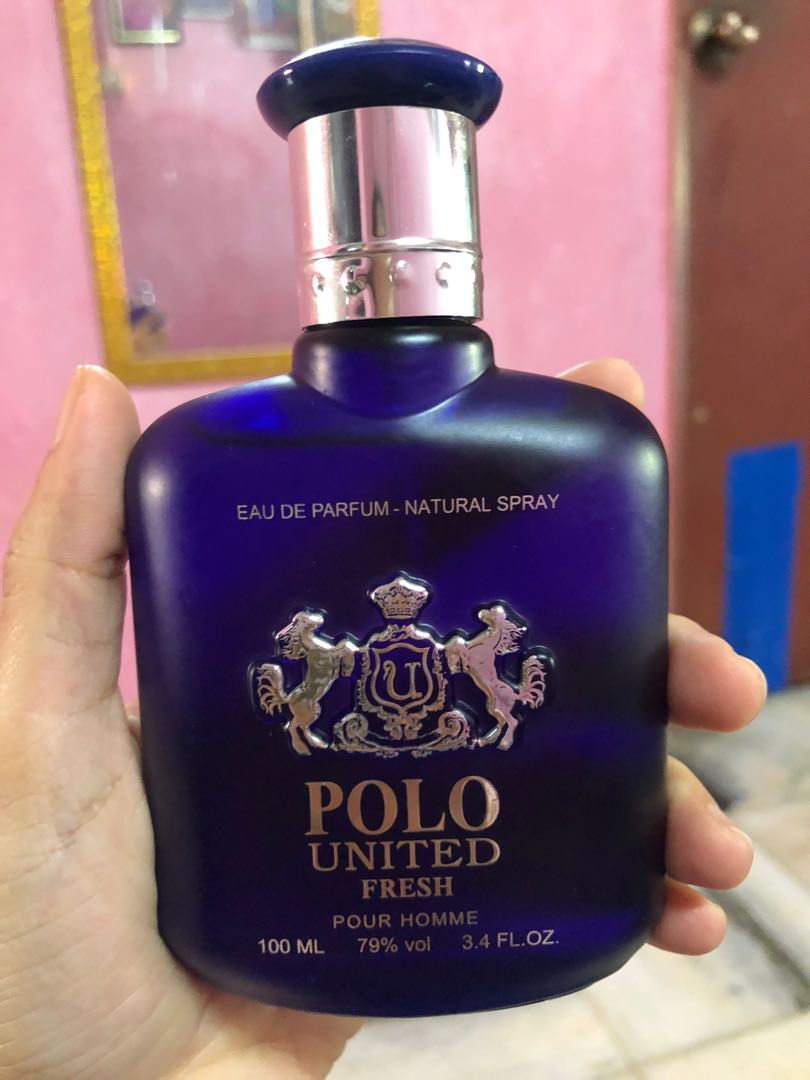 EAU DE PARFUM - NATURAL SPRAY
U
POLO
UNITED
FRESH
POUR HOMME
100 ML 79% vol 3.4 FL.OZ.